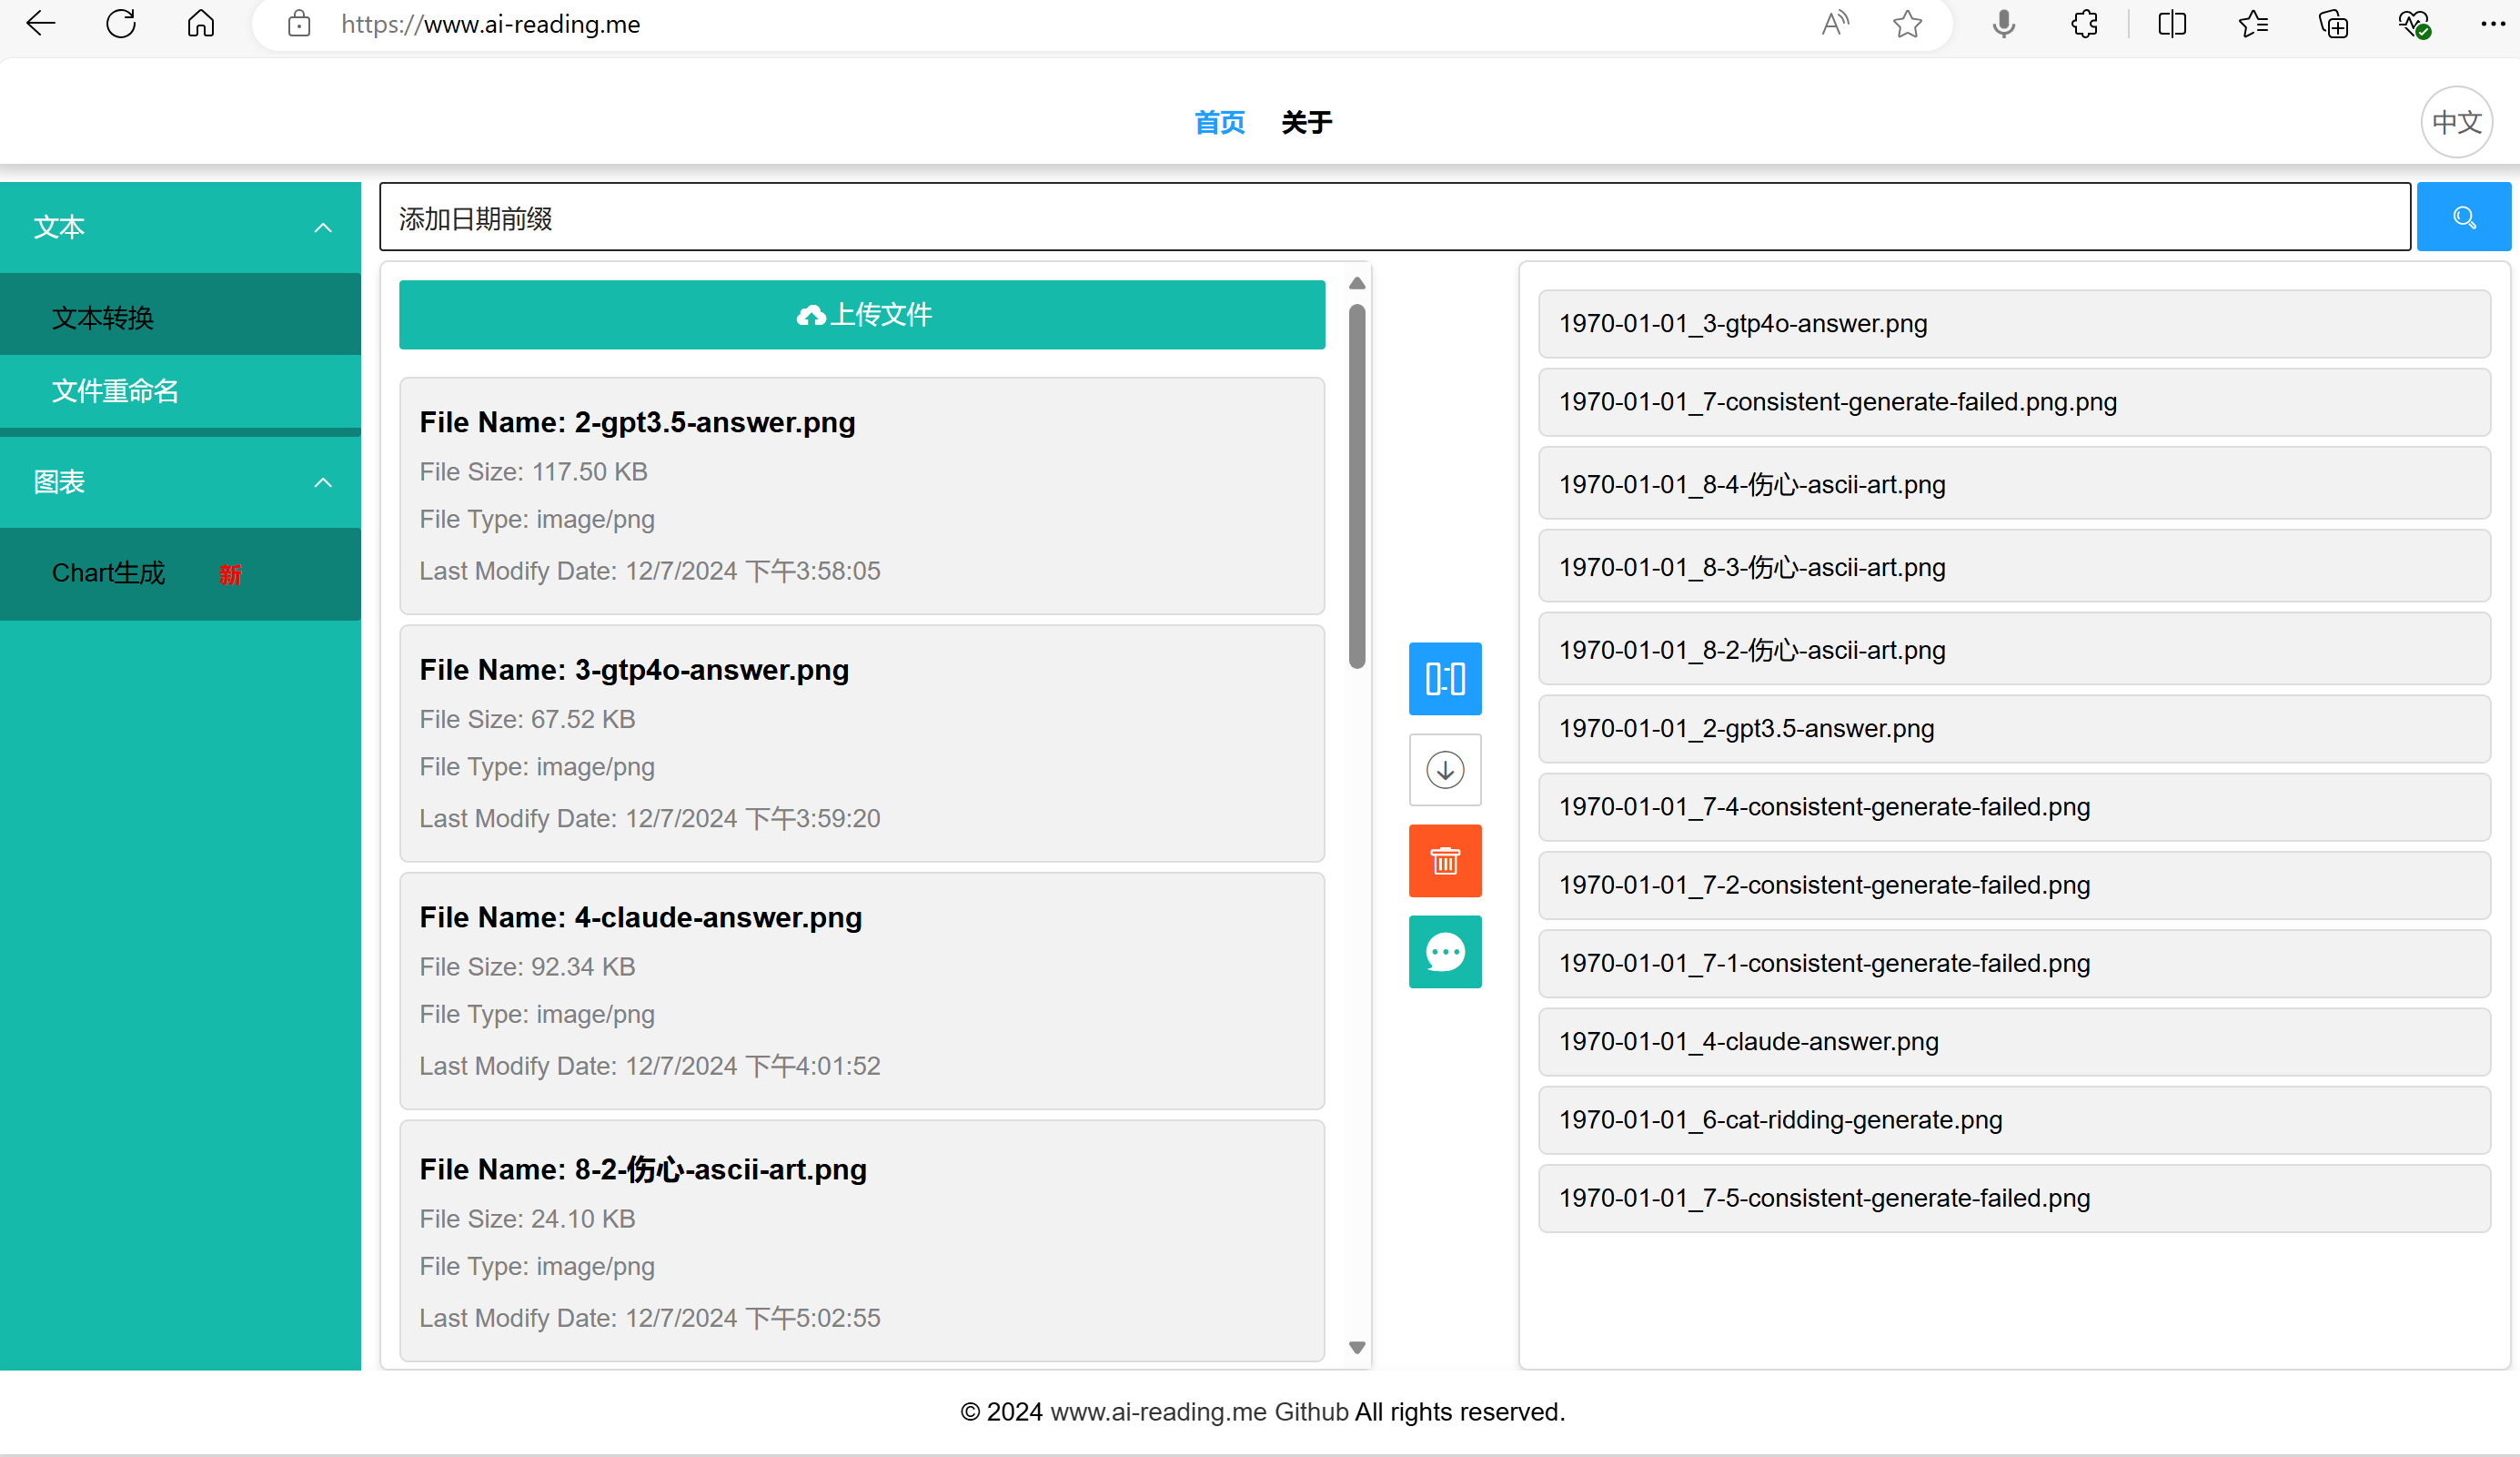 https://www.ai-reading.me
首页 关于
中文
文本
文本转换
文件重命名
图表
Chart生成 新
添加日期前缀
上传文件
File Name: 2-gpt3.5-answer.png
File Size: 117.50 KB
File Type: image/png
Last Modify Date: 12/7/2024 下午3:58:05
File Name: 3-gtp4o-answer.png
File Size: 67.52 KB
File Type: image/png
Last Modify Date: 12/7/2024 下午3:59:20
File Name: 4-claude-answer.png
File Size: 92.34 KB
File Type: image/png
Last Modify Date: 12/7/2024 下午4:01:52
File Name: 8-2-伤心-ascii-art.png
File Size: 24.10 KB
File Type: image/png
Last Modify Date: 12/7/2024 下午5:02:55
1970-01-01_3-gtp4o-answer.png
1970-01-01_7-consistent-generate-failed.png.png
1970-01-01_8-4-伤心-ascii-art.png
1970-01-01_8-3-伤心-ascii-art.png
1970-01-01_8-2-伤心-ascii-art.png
1970-01-01_2-gpt3.5-answer.png
1970-01-01_7-4-consistent-generate-failed.png
1970-01-01_7-2-consistent-generate-failed.png
1970-01-01_7-1-consistent-generate-failed.png
1970-01-01_4-claude-answer.png
1970-01-01_6-cat-ridding-generate.png
1970-01-01_7-5-consistent-generate-failed.png
© 2024 www.ai-reading.me Github All rights reserved.